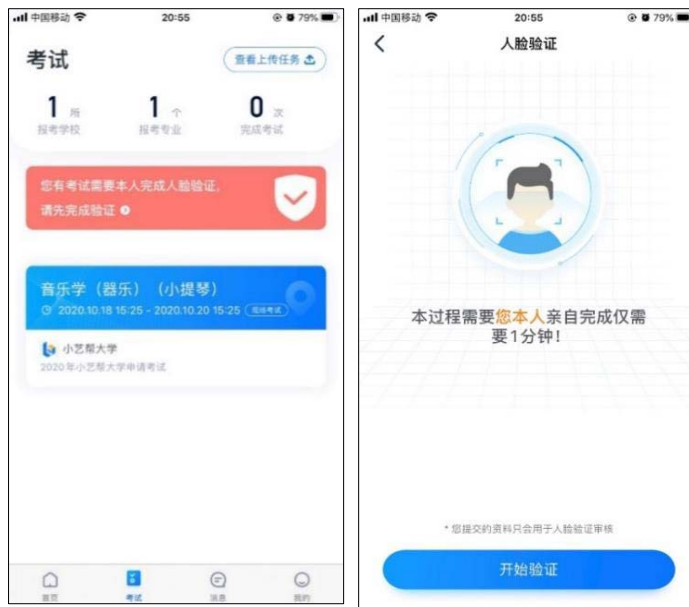 中国移动 20:55 79%
考试
查看上传任务
1 所
报考学校
1 个
报考专业
0 次
完成考试
您有考试需要本人完成人脸验证,
请先完成验证
音乐学（器乐）（小提琴）
2020.10.18 15:25 - 2020.10.20 15:25
小艺帮大学
2020年小艺帮大学申请考试
首页
考试
消息
我的
中国移动 20:55 79%
人脸验证
本过程需要您本人亲自完成仅需
要1分钟!
* 您提交的资料只会用于人脸验证审核
开始验证